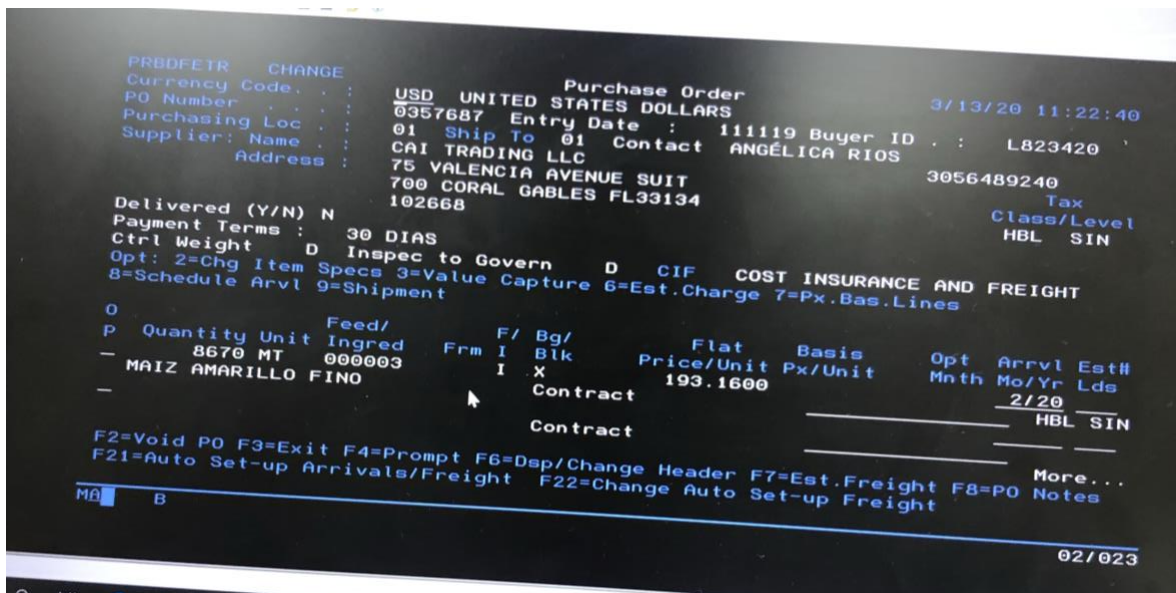 PRBDFETR CHANGE Purchase Order 3/13/20 11:22:40
Currency Code. . : USD UNITED STATES DOLLARS
PO Number . . . : 0357687 Entry Date : 111119 Buyer ID . : L823420
Purchasing Loc . : 01 Ship To 01 Contact ANGÉLICA RIOS
Supplier: Name . : CAI TRADING LLC 3056489240
Address : 75 VALENCIA AVENUE SUIT Tax
700 CORAL GABLES FL33134 Class/Level
102668 HBL SIN
Delivered (Y/N) N
Payment Terms : 30 DIAS
Ctrl Weight D Inspec to Govern D CIF COST INSURANCE AND FREIGHT
Opt: 2=Chg Item Specs 3=Value Capture 6=Est.Charge 7=Px.Bas.Lines
8=Schedule Arvl 9=Shipment
O Feed/ F/ Bg/ Flat Basis Opt Arrvl Est#
P Quantity Unit Ingred Frm I Blk Price/Unit Px/Unit Mnth Mo/Yr Lds
8670 MT 000003 I X 193.1600 2/20
MAIZ AMARILLO FINO Contract HBL SIN
Contract
More...
F2=Void PO F3=Exit F4=Prompt F6=Dsp/Change Header F7=Est.Freight F8=PO Notes
F21=Auto Set-up Arrivals/Freight F22=Change Auto Set-up Freight
MA B 02/023